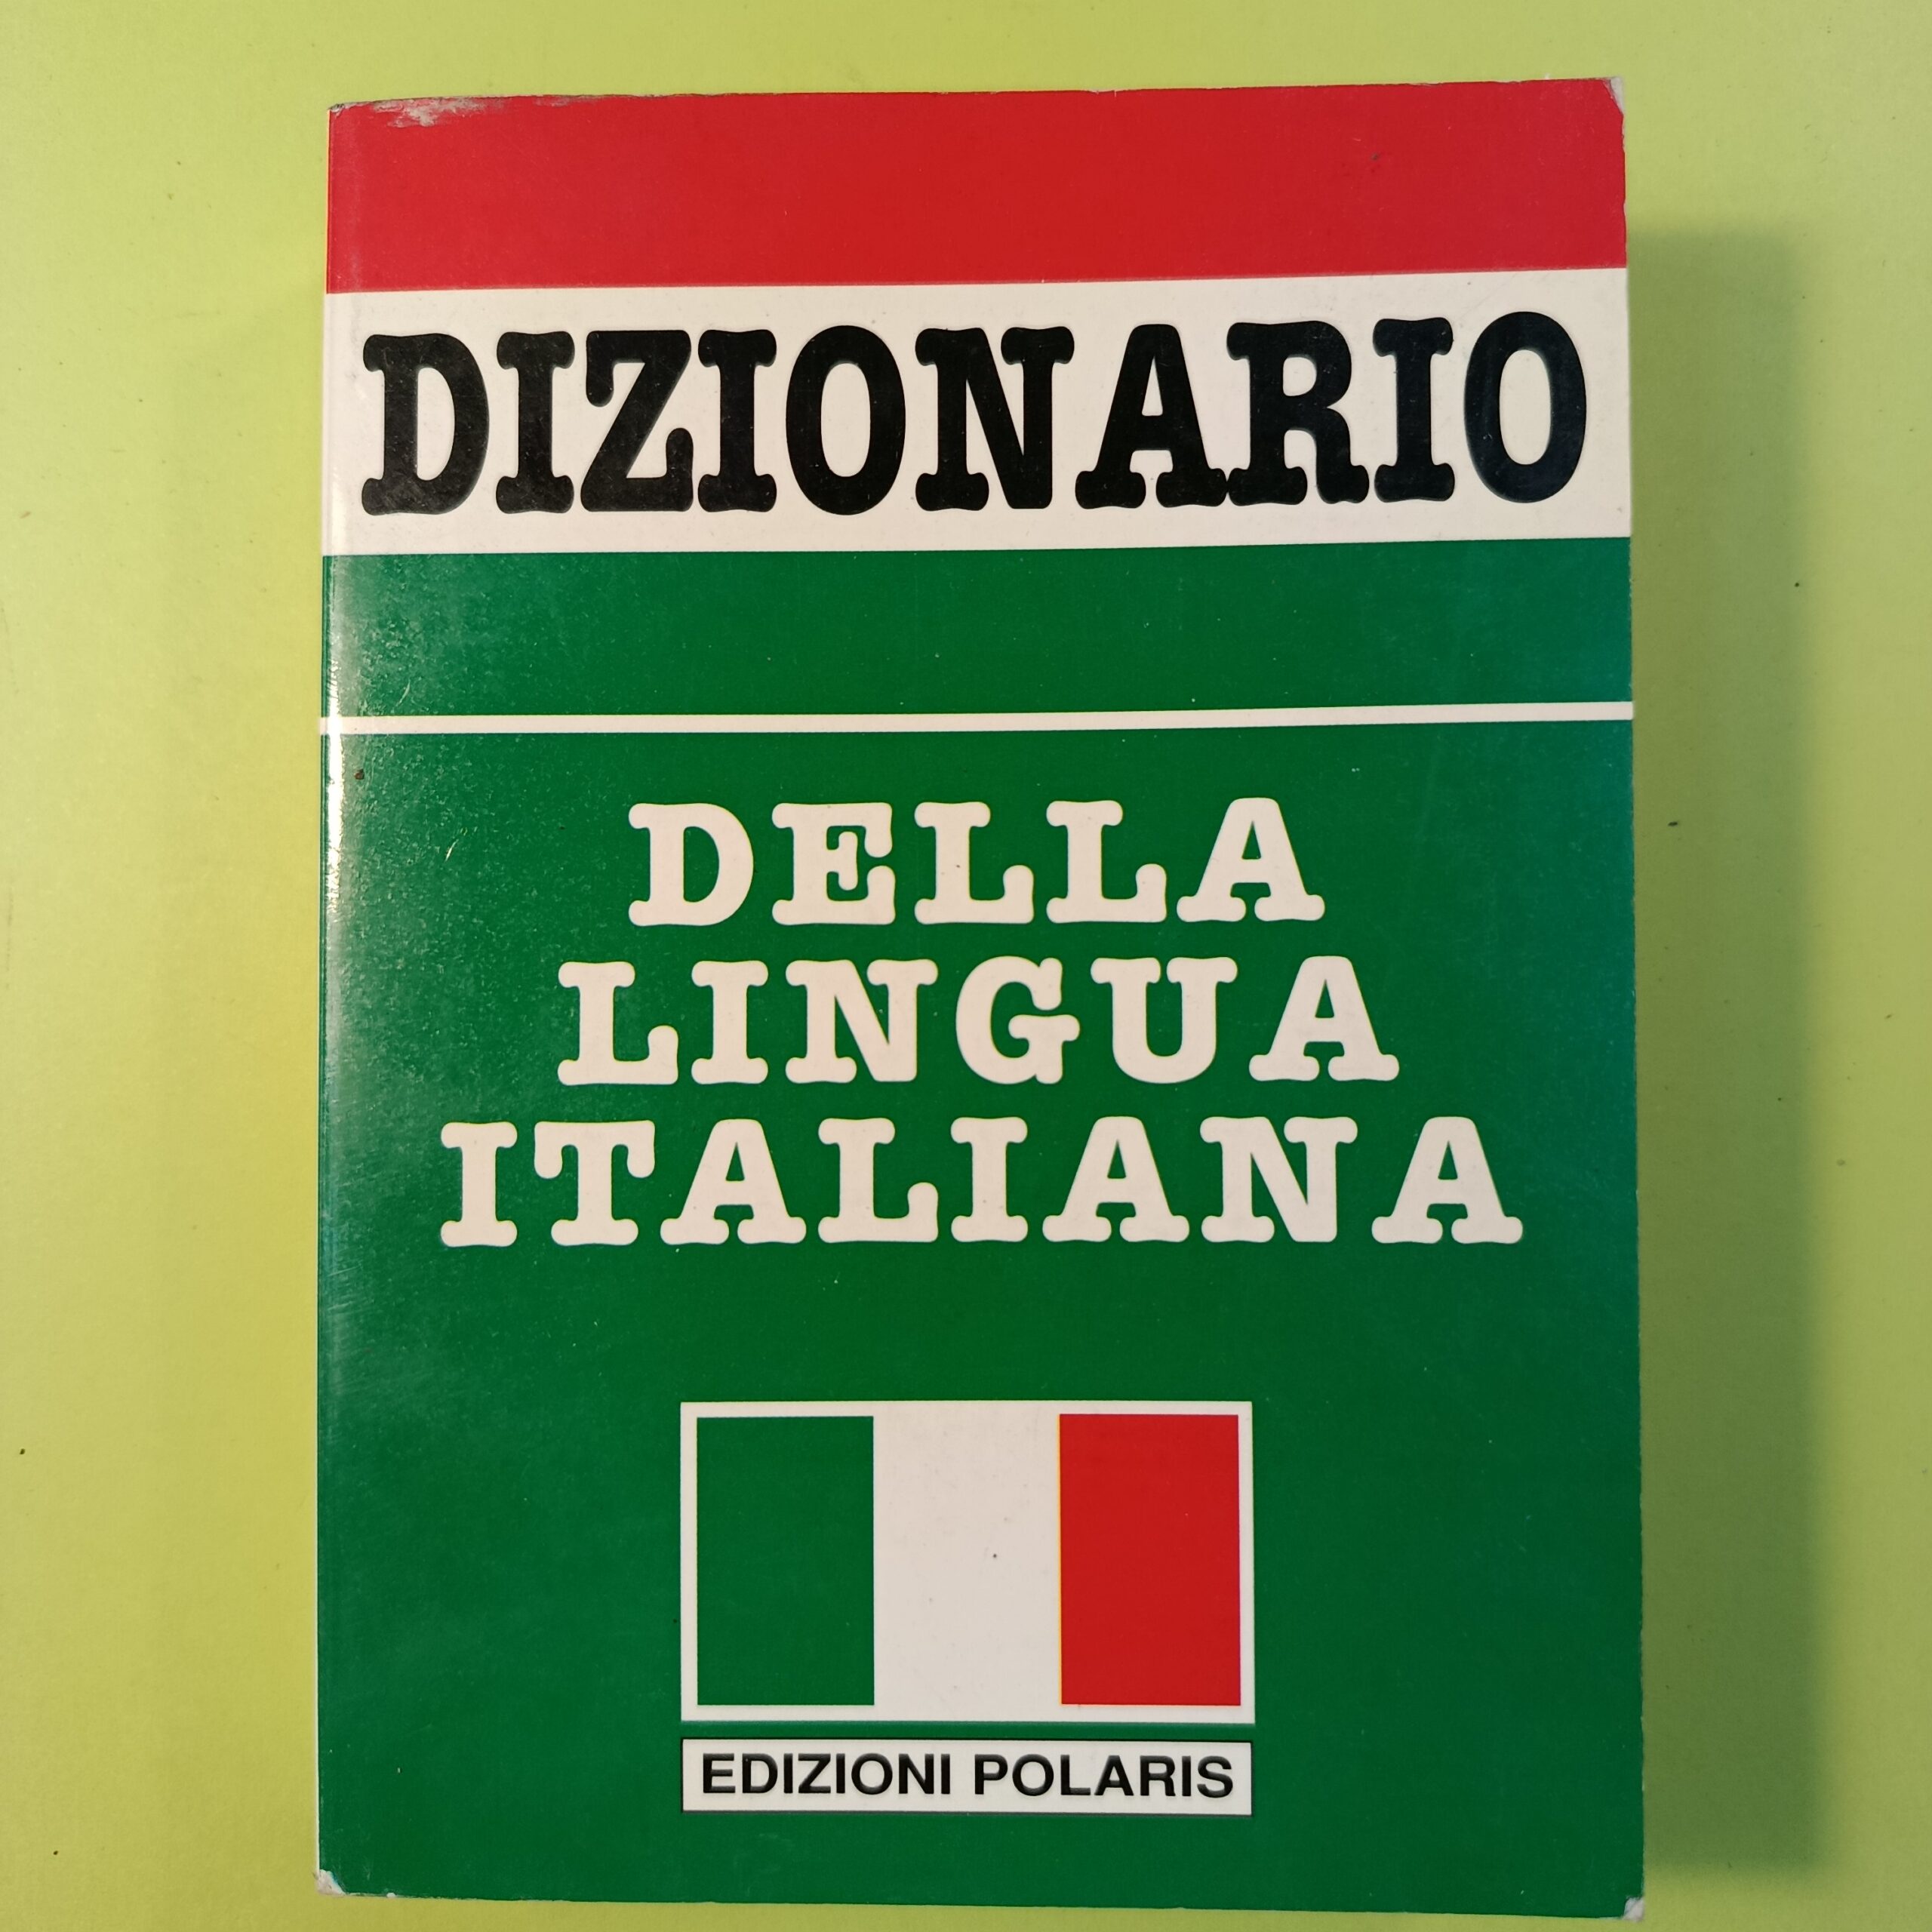 DIZIONARIO
DELLA
LINGUA
ITALIANA
EDIZIONI POLARIS